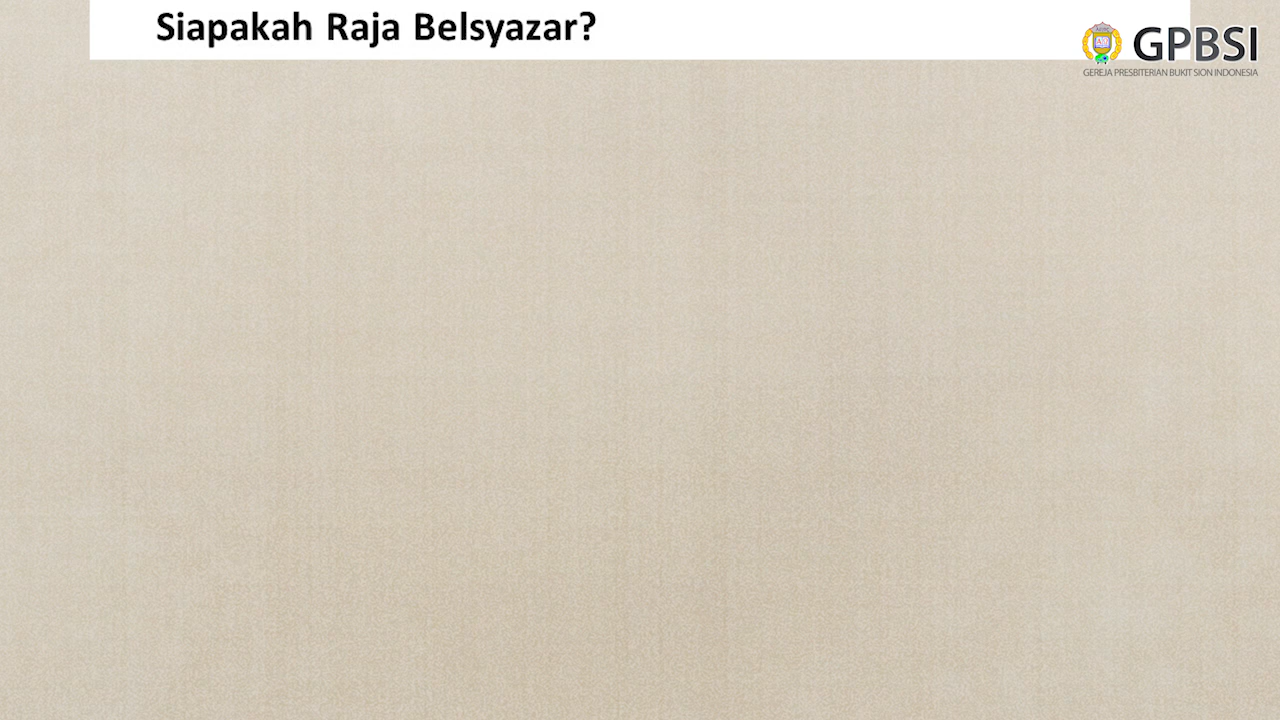 Siapakah Raja Belsyazar?
GPBSI
GEREJA PRESBITERIAN BUKIT SION INDONESIA